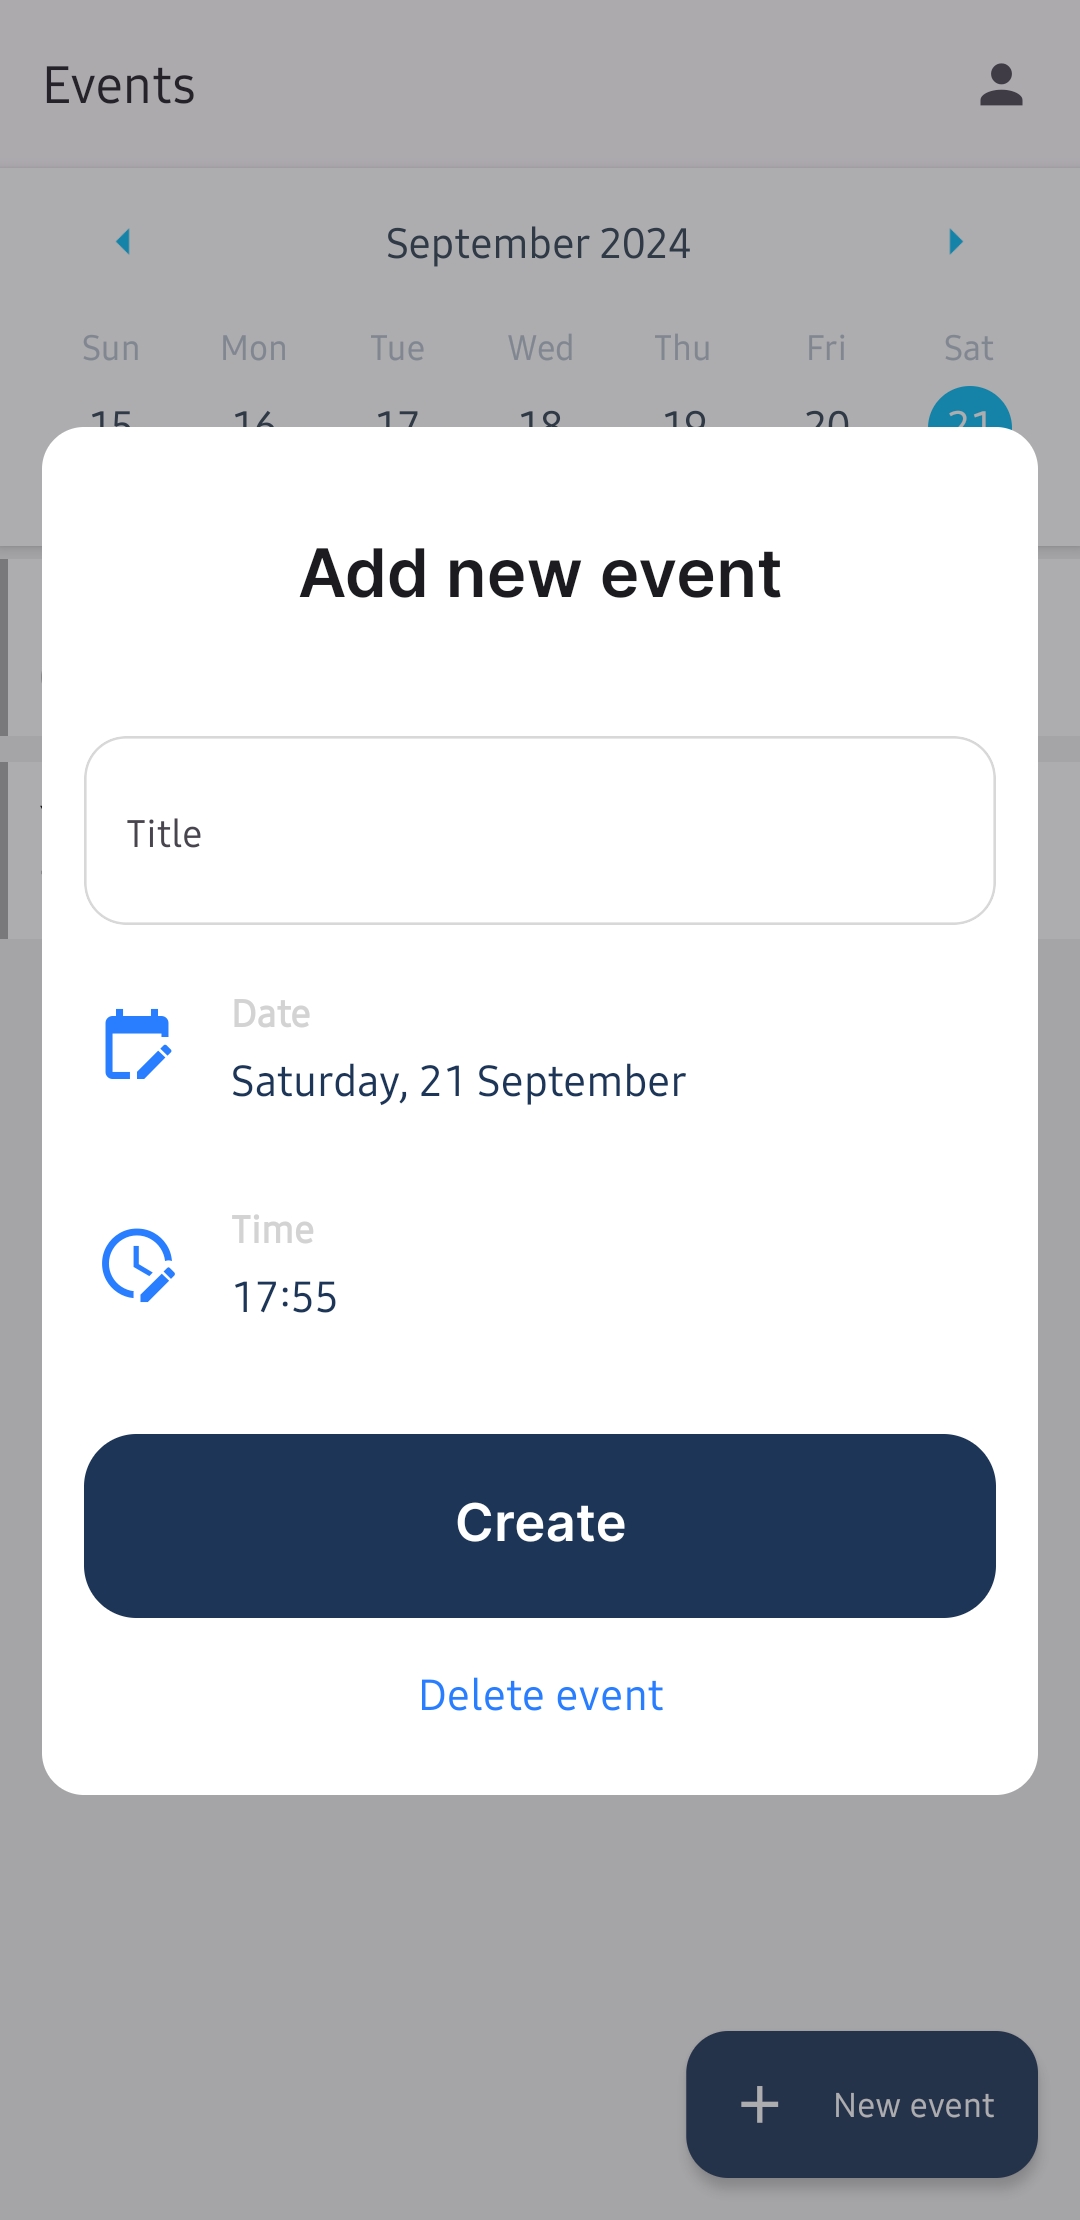 Events
September 2024
Sun Mon Tue Wed Thu Fri Sat
15 16 17 18 19 20 21
Add new event
Title
Date
Saturday, 21 September
Time
17:55
Create
Delete event
New event